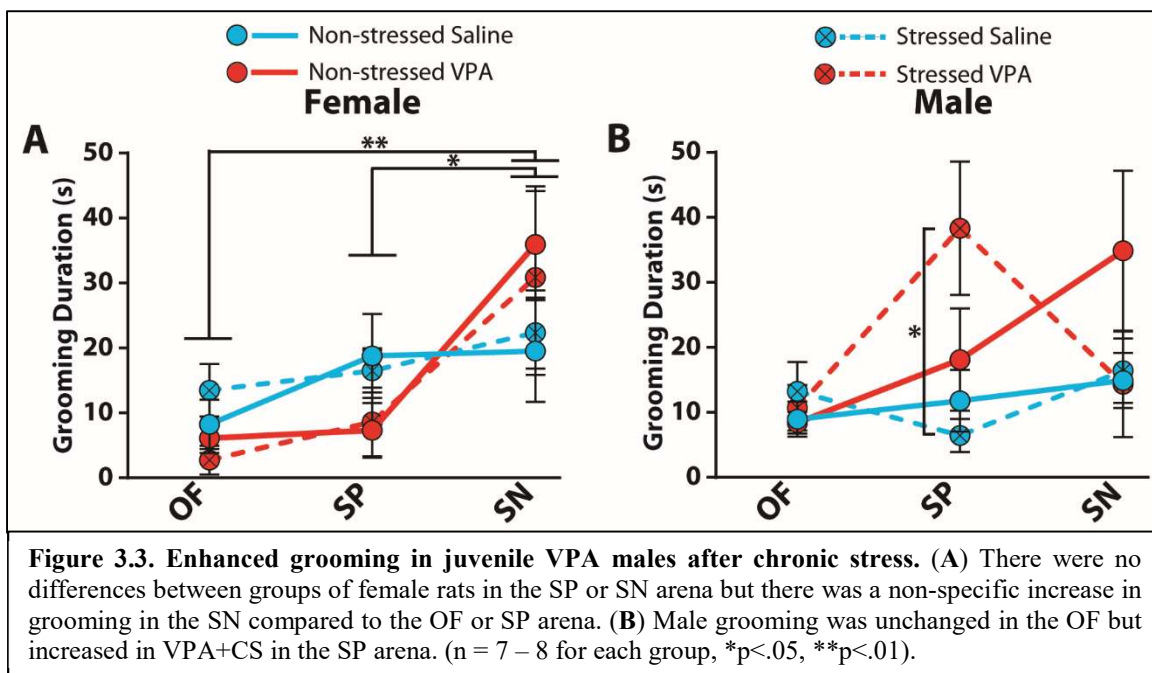 Non-stressed Saline
Non-stressed VPA
Stressed Saline
Stressed VPA
Female
Male
A
**
*
50
40
30
20
10
0
Grooming Duration (s)
OF
SP
SN
B
*
50
40
30
20
10
0
Grooming Duration (s)
OF
SP
SN
Figure 3.3. Enhanced grooming in juvenile VPA males after chronic stress. (A) There were no
differences between groups of female rats in the SP or SN arena but there was a non-specific increase in
grooming in the SN compared to the OF or SP arena. (B) Male grooming was unchanged in the OF but
increased in VPA+CS in the SP arena. (n = 7 – 8 for each group, *p<.05, **p<.01).